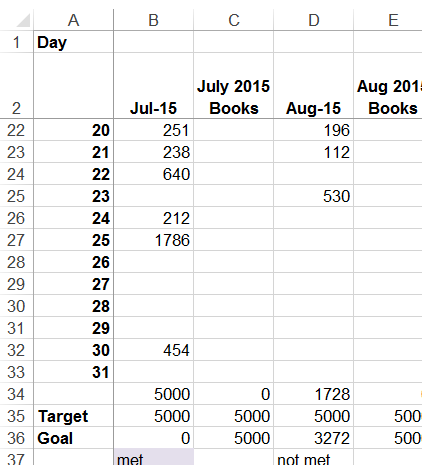 A B C D E
1 Day
July 2015 Aug 201
2 Jul-15 Books Aug-15 Books
22 20 251 196
23 21 238 112
24 22 640
25 23 530
26 24 212
27 25 1786
28 26
29 27
30 28
31 29
32 30 454
33 31
34 5000 0 1728
35 Target 5000 5000 5000 500
36 Goal 0 5000 3272 500
37 met not met